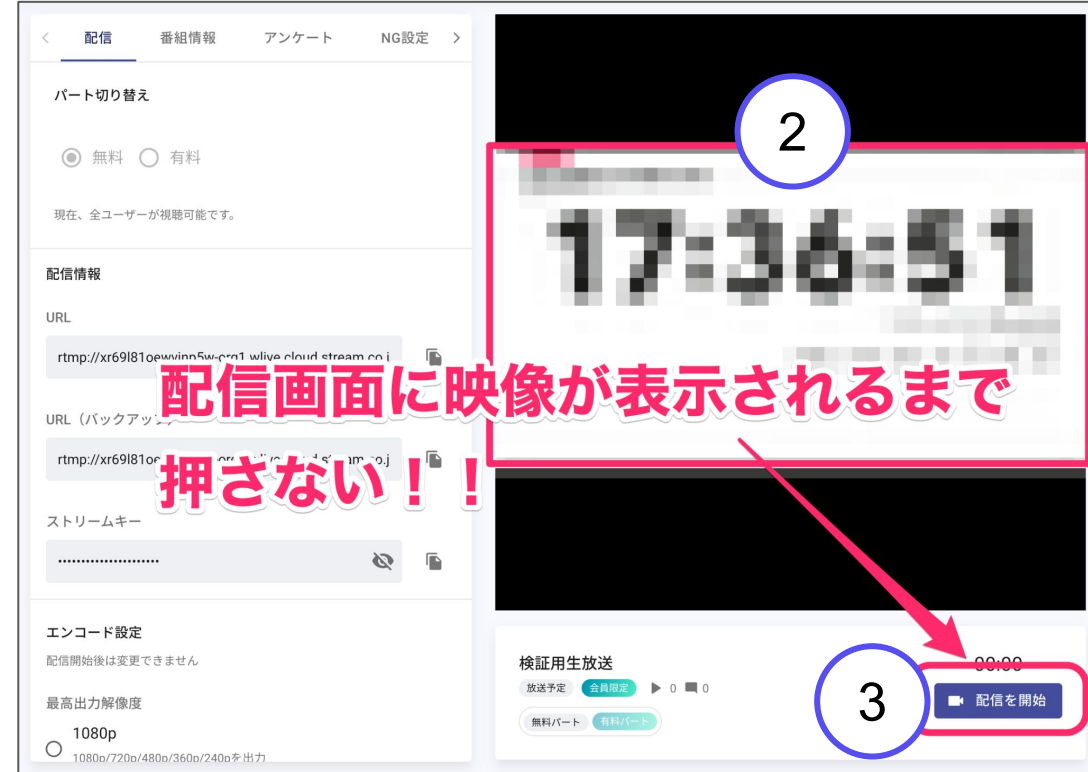 配信
番組情報
アンケート
NG設定
パート切り替え
無料
有料
現在、全ユーザーが視聴可能です。
配信情報
URL
URL（バックアップ）
ストリームキー
•••••••••••••••••••••
エンコード設定
配信開始後は変更できません
最高出力解像度
1080p
1080p/720p/480p/360p/240pを出力
2
17:36:51
配信画面に映像が表示されるまで
押さない！！
検証用生放送
00:00
放送予定
会員限定
0
0
無料パート
有料パート
3
配信を開始